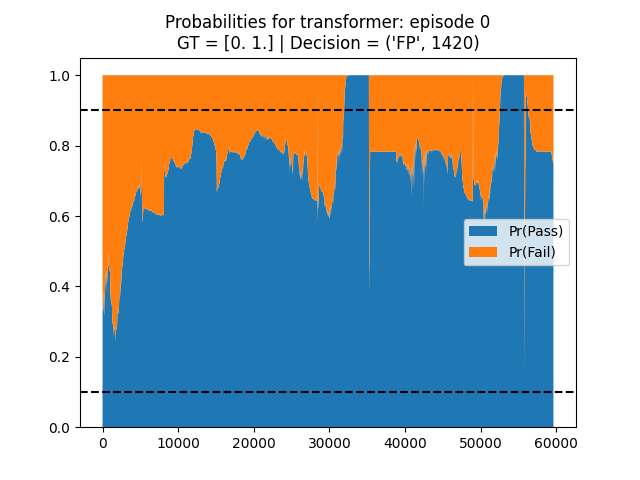 Probabilities for transformer: episode 0
GT = [0. 1.] | Decision = ('FP', 1420)
1.0
0.8
0.6
0.4
0.2
0.0
Pr(Pass)
Pr(Fail)
0 10000 20000 30000 40000 50000 60000